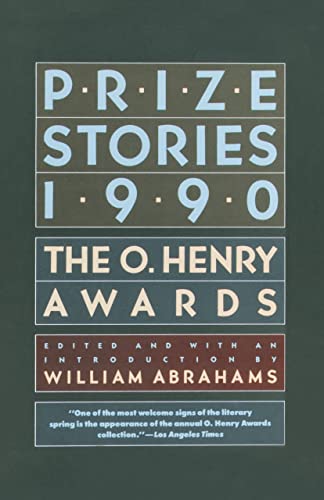 P·R·I·Z·E
STORIES
1·9·9·0
THE O. HENRY
AWARDS
EDITED AND WITH AN
INTRODUCTION BY
WILLIAM ABRAHAMS
"One of the most welcome signs of the literary
spring is the appearance of the annual O. Henry Awards
collection."—Los Angeles Times